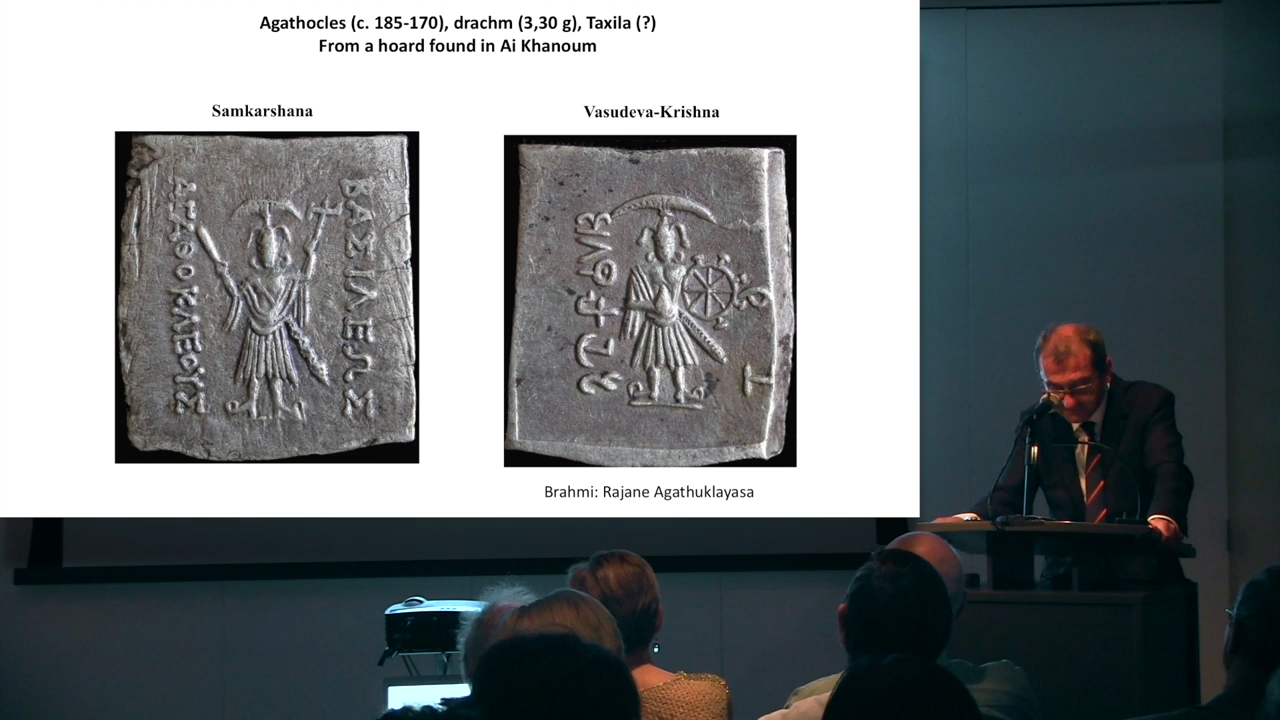 Agathocles (c. 185-170), drachm (3,30 g), Taxila (?)
From a hoard found in Ai Khanoum
Samkarshana
Vasudeva-Krishna
ΑΓΑΘΟΚΛΕΟΥΣ
ΒΑΣΙΛΕΩΣ
Brahmi: Rajane Agathuklayasa